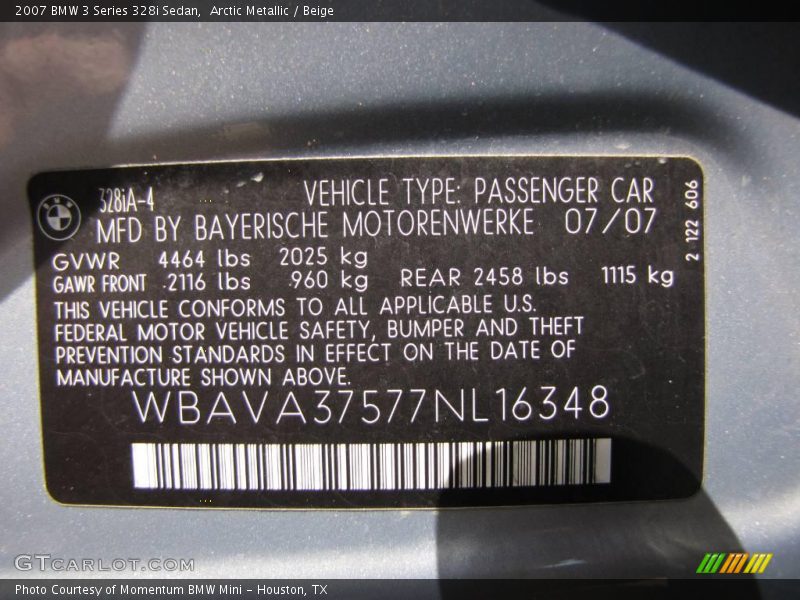 2007 BMW 3 Series 328i Sedan, Arctic Metallic / Beige
328iA-4 VEHICLE TYPE: PASSENGER CAR
MFD BY BAYERISCHE MOTORENWERKE 07/07
GVWR 4464 lbs 2025 kg
GAWR FRONT 2116 lbs 960 kg REAR 2458 lbs 1115 kg
THIS VEHICLE CONFORMS TO ALL APPLICABLE U.S.
FEDERAL MOTOR VEHICLE SAFETY, BUMPER AND THEFT
PREVENTION STANDARDS IN EFFECT ON THE DATE OF
MANUFACTURE SHOWN ABOVE.
WBAVA37577NL16348
2 122 606
GTCARLOT.COM
Photo Courtesy of Momentum BMW Mini - Houston, TX